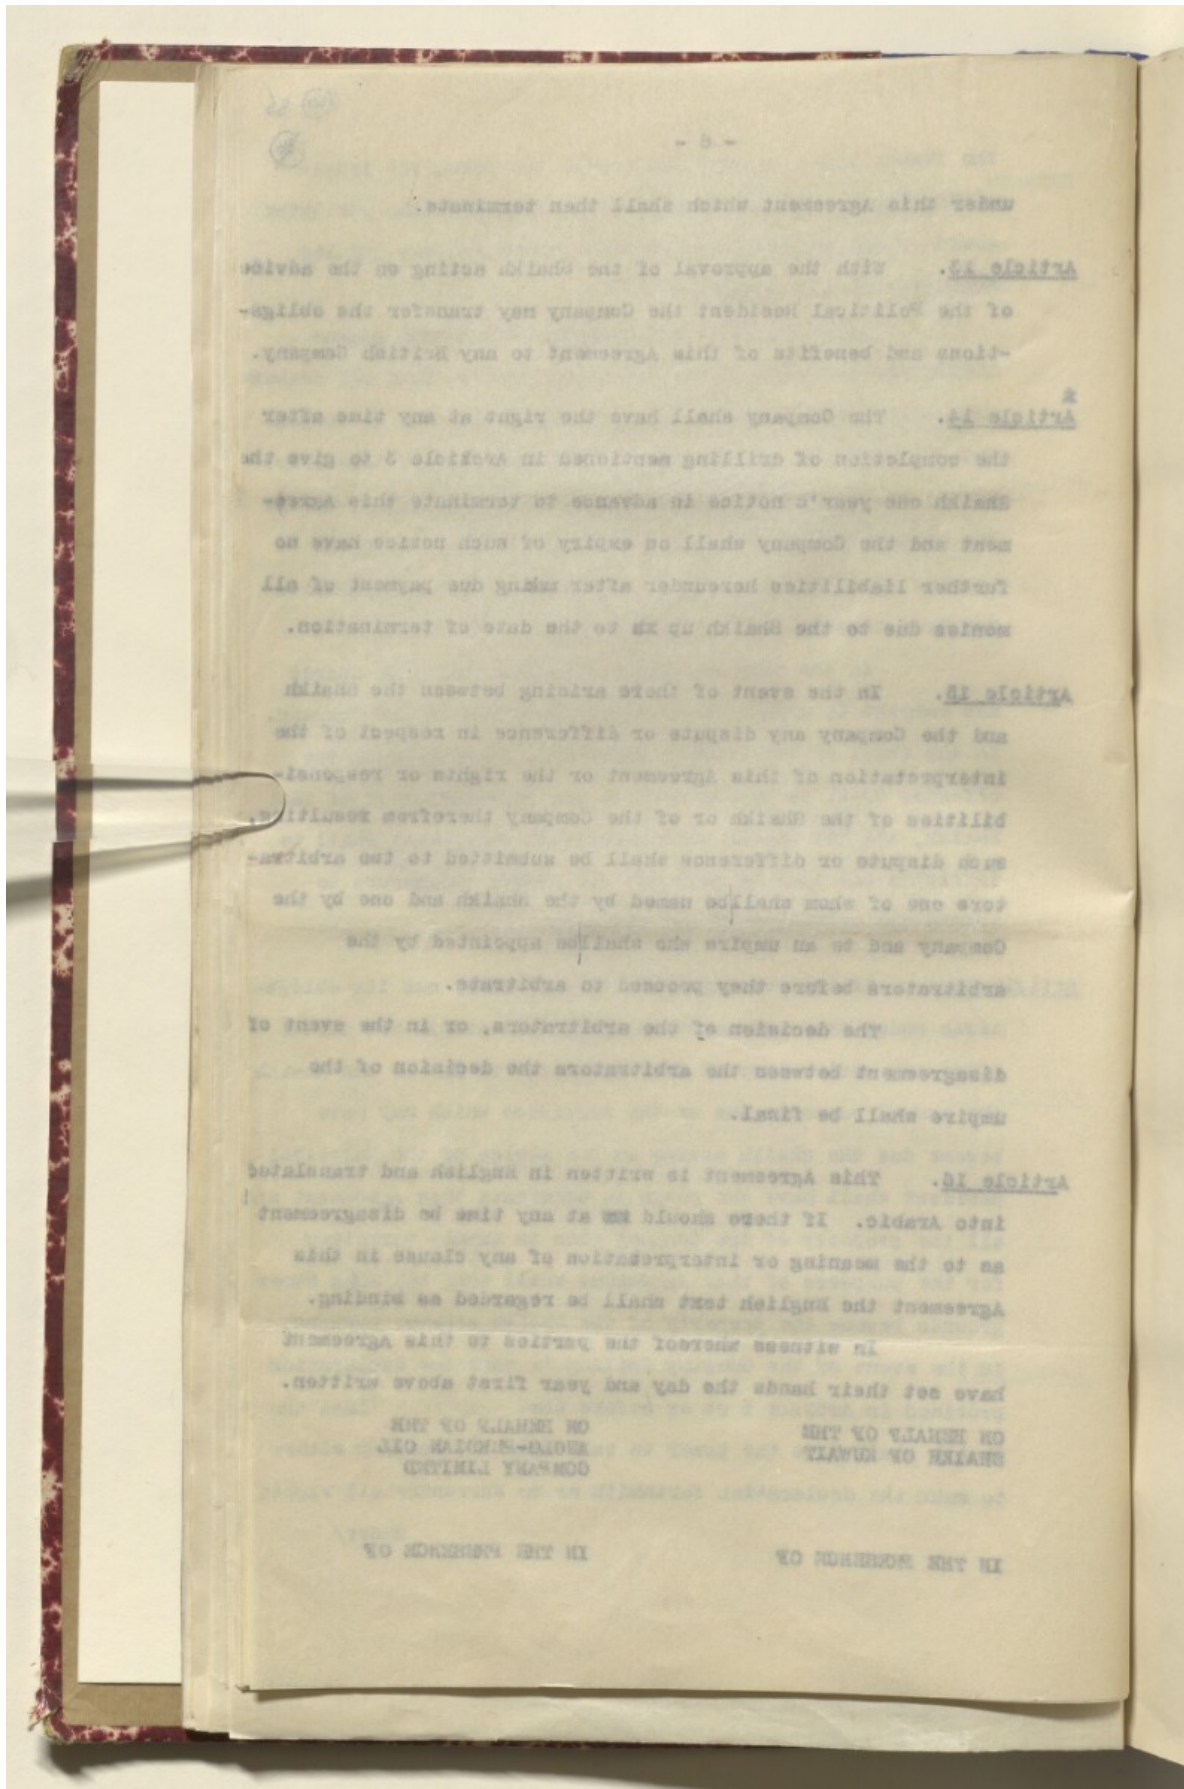 - 6 -
under this Agreement which shall then terminate.
Article 13. With the approval of the Shaikh acting on the advice
of the Political Resident the Company may transfer the obliga-
-tions and benefits of this Agreement to any British Company.
Article 14. The Company shall have the right at any time after
the completion of drilling mentioned in Article 3 to give the
Shaikh one year's notice in advance to terminate this Agree-
ment and the Company shall on expiry of such notice have no
further liabilities hereunder after making due payment of all
monies due to the Shaikh up to the date of termination.
Article 15. In the event of there arising between the Shaikh
and the Company any dispute or difference in respect of the
interpretation of this Agreement or the rights or responsi-
bilities of the Shaikh or of the Company therefrom resulting,
such dispute or difference shall be submitted to two arbitra-
tors one of whom shall be named by the Shaikh and one by the
Company and to an umpire who shall be appointed by the
arbitrators before they proceed to arbitrate.
The decision of the arbitrators, or in the event of
disagreement between the arbitrators the decision of the
umpire shall be final.
Article 16. This Agreement is written in English and translated
into Arabic. If there should at any time be disagreement
as to the meaning or interpretation of any clause in this
Agreement the English text shall be regarded as binding.
In witness whereof the parties to this Agreement
have set their hands the day and year first above written.
ON BEHALF OF THE
SHAIKH OF KUWAIT
ON BEHALF OF THE
ANGLO-PERSIAN OIL
COMPANY LIMITED
IN THE PRESENCE OF
IN THE PRESENCE OF